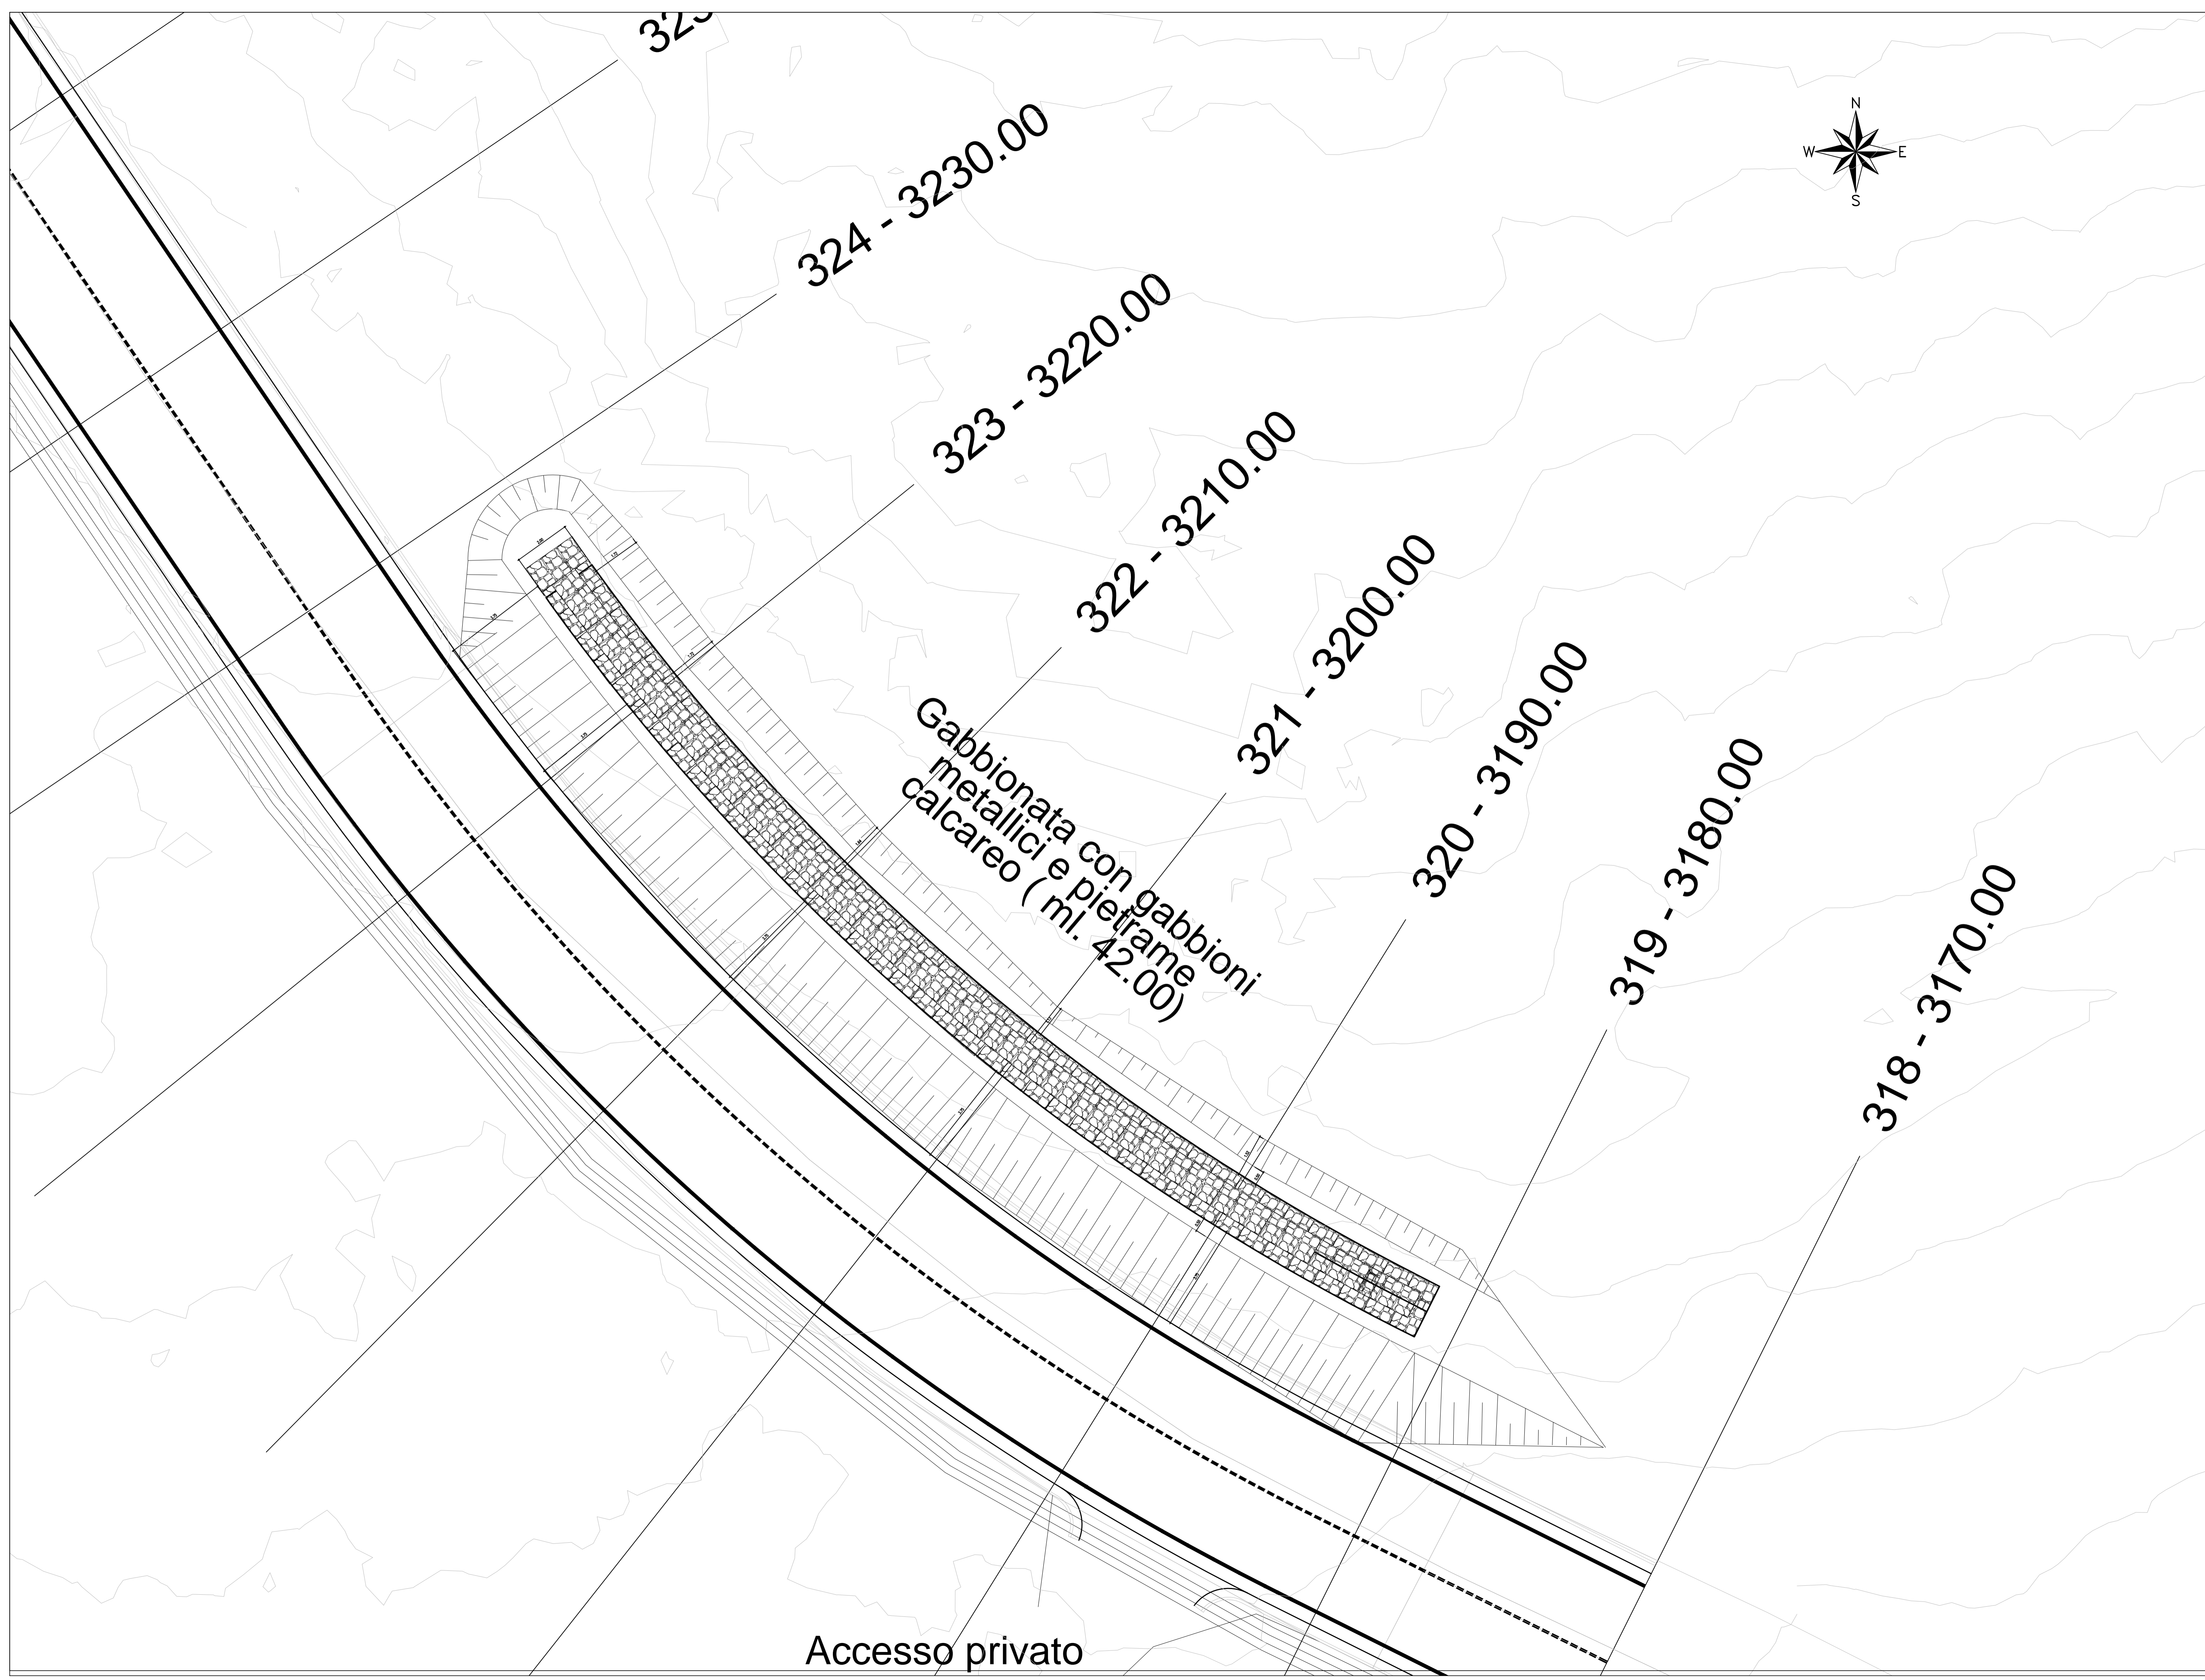 N
W E
S
324 - 3230.00
323 - 3220.00
322 - 3210.00
321 - 3200.00
320 - 3190.00
319 - 3180.00
318 - 3170.00
Gabbionata con gabbioni
metallici e pietrame
calcareo ( ml. 42.00)
Accesso privato